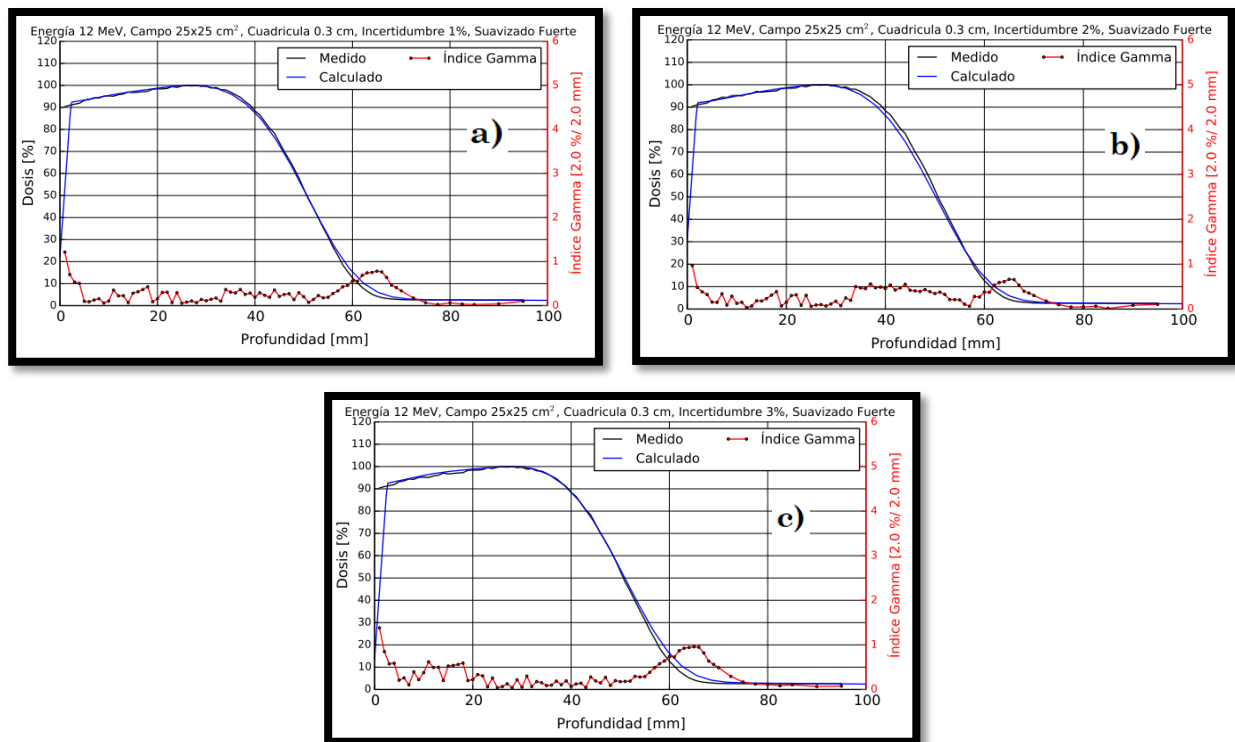 Energía 12 MeV, Campo 25x25 cm², Cuadricula 0.3 cm, Incertidumbre 1%, Suavizado Fuerte
Medido
Índice Gamma
Calculado
a)
Dosis [%]
0
10
20
30
40
50
60
70
80
90
100
110
120
0
1
2
3
4
5
6
Índice Gamma [2.0 %/ 2.0 mm]
0 20 40 60 80 100
Profundidad [mm]
Energía 12 MeV, Campo 25x25 cm², Cuadricula 0.3 cm, Incertidumbre 2%, Suavizado Fuerte
Medido
Índice Gamma
Calculado
b)
Dosis [%]
0
10
20
30
40
50
60
70
80
90
100
110
120
0
1
2
3
4
5
6
Índice Gamma [2.0 %/ 2.0 mm]
0 20 40 60 80 100
Profundidad [mm]
Energía 12 MeV, Campo 25x25 cm², Cuadricula 0.3 cm, Incertidumbre 3%, Suavizado Fuerte
Medido
Índice Gamma
Calculado
c)
Dosis [%]
0
10
20
30
40
50
60
70
80
90
100
110
120
0
1
2
3
4
5
6
Índice Gamma [2.0 %/ 2.0 mm]
0 20 40 60 80 100
Profundidad [mm]